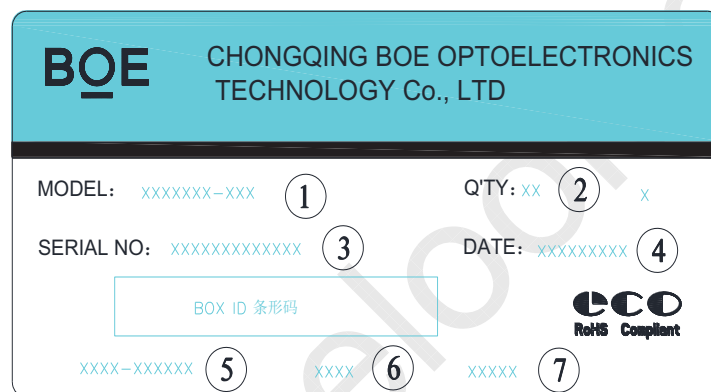 BOE
CHONGQING BOE OPTOELECTRONICS
TECHNOLOGY Co., LTD
MODEL: XXXXXXX-XXX 1 Q'TY: XX 2 X
SERIAL NO: XXXXXXXXXXXXX 3 DATE: XXXXXXXXX 4
BOX ID 条形码
eco
RoHS Compliant
XXXX-XXXXXX 5 XXXX 6 XXXXX 7